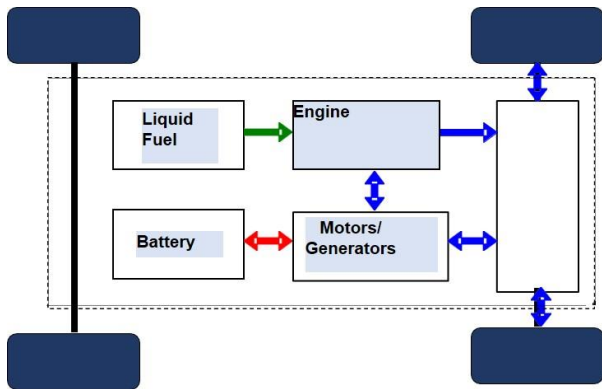 Liquid
Fuel
Engine
Battery
Motors/
Generators